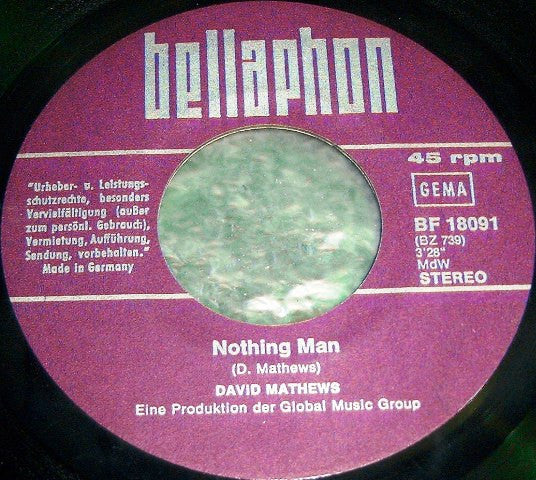 bellaphon
"Urheber- u. Leistungs-
schutzrechte, besonders
Vervielfältigung (außer
zum persönl. Gebrauch),
Vermietung, Aufführung,
Sendung, vorbehalten."
Made in Germany
45 rpm
GEMA
BF 18091
(BZ 739)
3'28"
MdW
STEREO
Nothing Man
(D. Mathews)
DAVID MATHEWS
Eine Produktion der Global Music Group